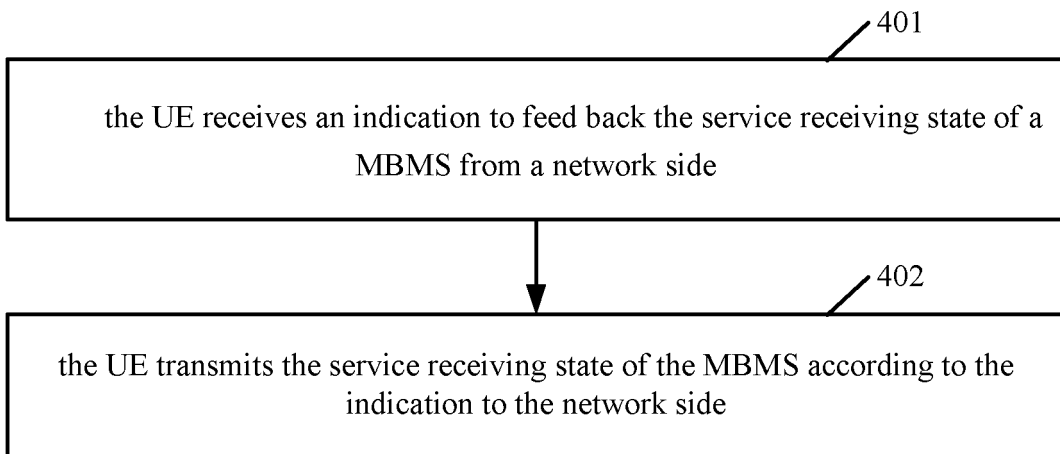 401
the UE receives an indication to feed back the service receiving state of a
MBMS from a network side
402
the UE transmits the service receiving state of the MBMS according to the
indication to the network side